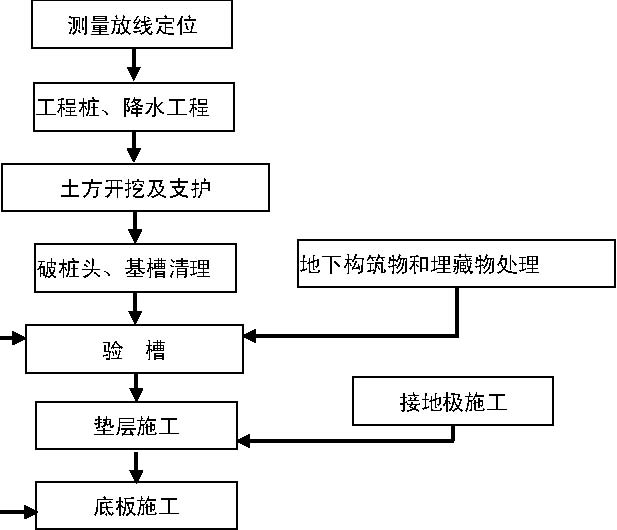 测量放线定位
工程桩、降水工程
土方开挖及支护
破桩头、基槽清理
地下构筑物和埋藏物处理
验 槽
接地极施工
垫层施工
底板施工